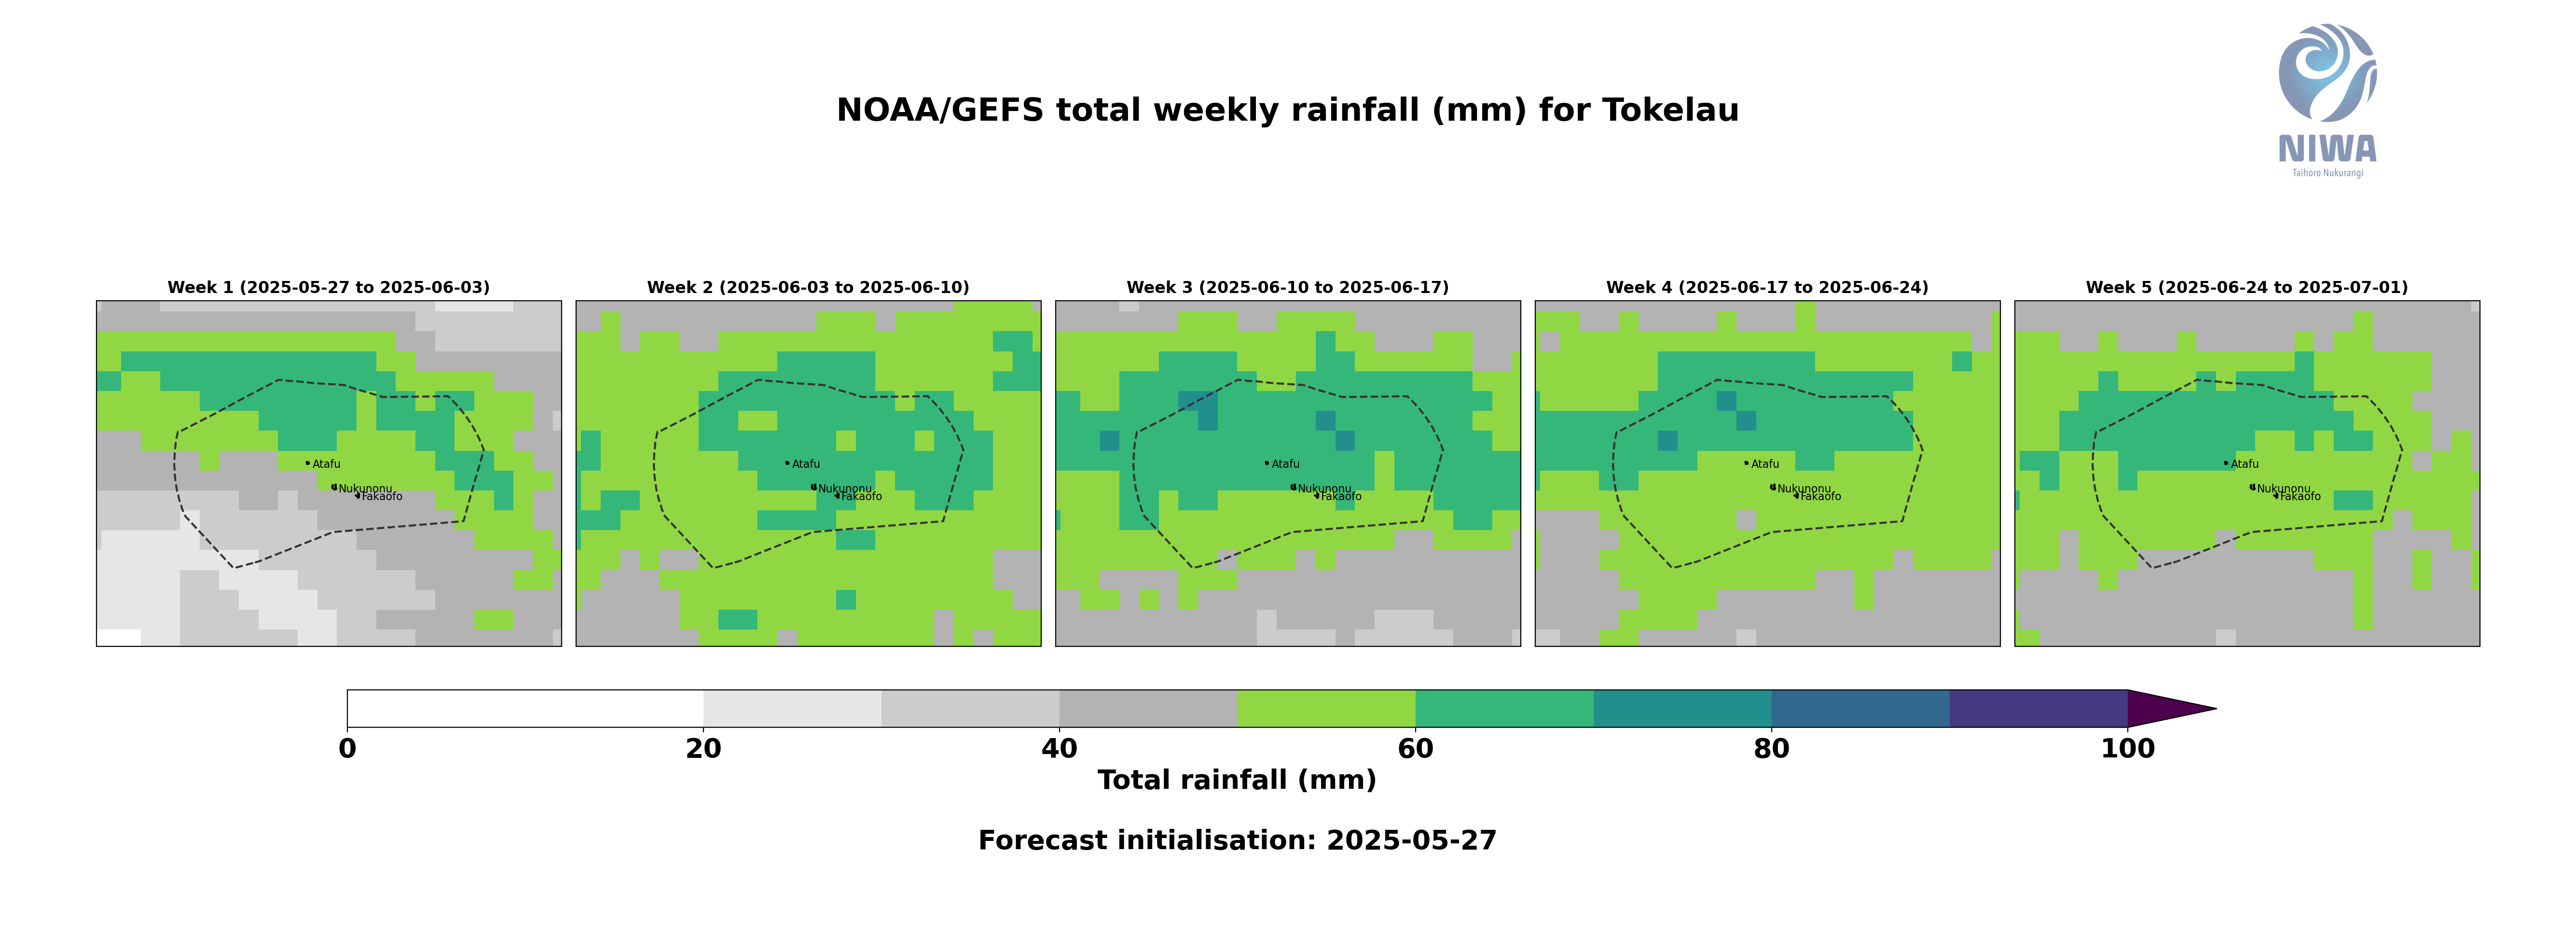 NOAA/GEFS total weekly rainfall (mm) for Tokelau
NIWA
Taihoro Nukurangi
Week 1 (2025-05-27 to 2025-06-03)
Week 2 (2025-06-03 to 2025-06-10)
Week 3 (2025-06-10 to 2025-06-17)
Week 4 (2025-06-17 to 2025-06-24)
Week 5 (2025-06-24 to 2025-07-01)
Atafu
Nukunonu
Fakaofo
Atafu
Nukunonu
Fakaofo
Atafu
Nukunonu
Fakaofo
Atafu
Nukunonu
Fakaofo
Atafu
Nukunonu
Fakaofo
0 20 40 60 80 100
Total rainfall (mm)
Forecast initialisation: 2025-05-27